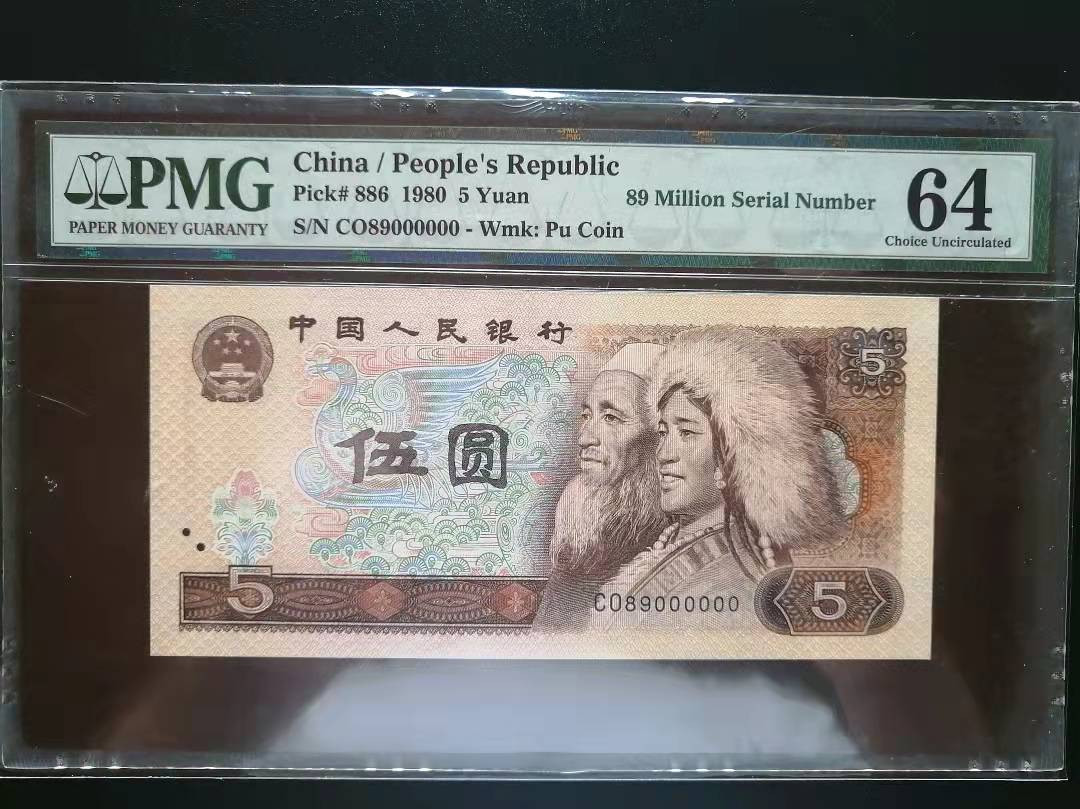 PMG
PAPER MONEY GUARANTY
China / People's Republic
Pick# 886 1980 5 Yuan
S/N CO89000000 - Wmk: Pu Coin
89 Million Serial Number
64
Choice Uncirculated
中国人民银行
5
伍圆
5
CO89000000
5